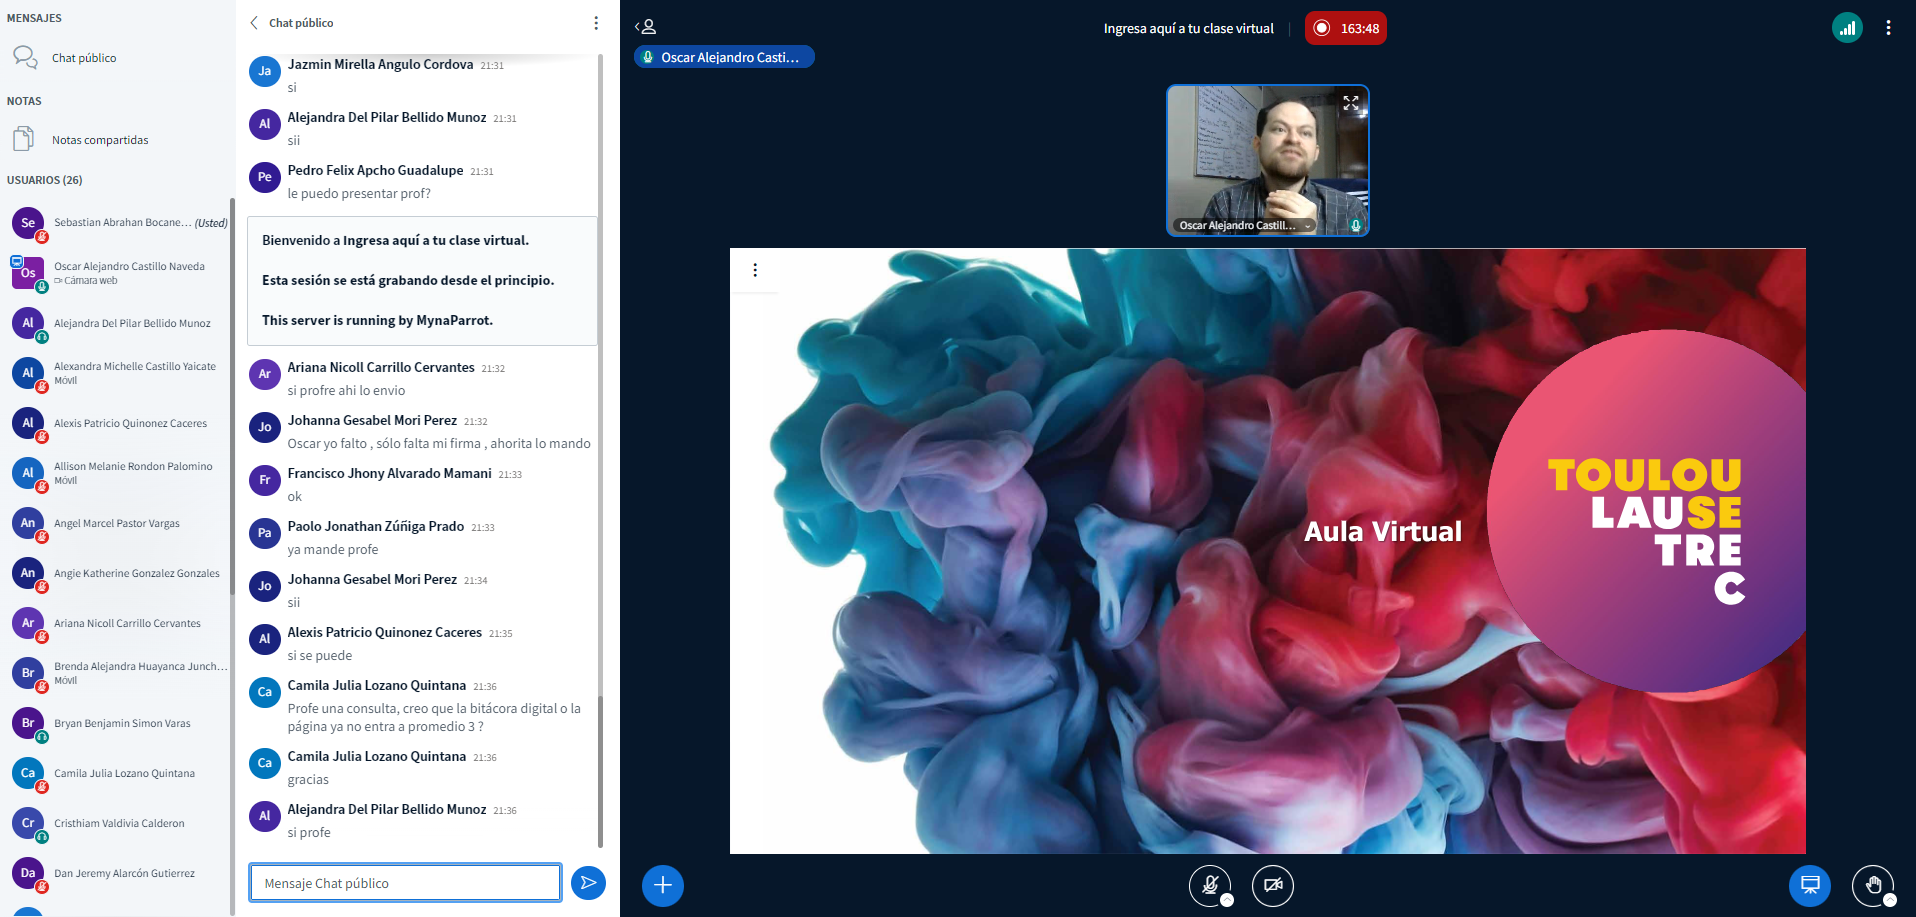 MENSAJES
Chat público
NOTAS
Notas compartidas
USUARIOS (26)
Se
Sebastian Abrahan Bocane... (Usted)
Os
Oscar Alejandro Castillo Naveda
Cámara web
Al
Alejandra Del Pilar Bellido Munoz
Al
Alexandra Michelle Castillo Yaicate
Móvil
Al
Alexis Patricio Quinonez Caceres
Al
Allison Melanie Rondon Palomino
Móvil
An
Angel Marcel Pastor Vargas
An
Angie Katherine Gonzalez Gonzales
Ar
Ariana Nicoll Carrillo Cervantes
Br
Brenda Alejandra Huayanca Junch...
Móvil
Br
Bryan Benjamin Simon Varas
Ca
Camila Julia Lozano Quintana
Cr
Cristhiam Valdivia Calderon
Da
Dan Jeremy Alarcón Gutierrez
Chat público
Ja
Jazmin Mirella Angulo Cordova 21:31
si
Al
Alejandra Del Pilar Bellido Munoz 21:31
sii
Pe
Pedro Felix Apcho Guadalupe 21:31
le puedo presentar prof?
Bienvenido a Ingresa aquí a tu clase virtual.
Esta sesión se está grabando desde el principio.
This server is running by MynaParrot.
Ar
Ariana Nicoll Carrillo Cervantes 21:32
si profre ahi lo envio
Jo
Johanna Gesabel Mori Perez 21:32
Oscar yo falto , sólo falta mi firma , ahorita lo mando
Fr
Francisco Jhony Alvarado Mamani 21:33
ok
Pa
Paolo Jonathan Zúñiga Prado 21:33
ya mande profe
Jo
Johanna Gesabel Mori Perez 21:34
sii
Al
Alexis Patricio Quinonez Caceres 21:35
si se puede
Ca
Camila Julia Lozano Quintana 21:36
Profe una consulta, creo que la bitácora digital o la
página ya no entra a promedio 3 ?
Ca
Camila Julia Lozano Quintana 21:36
gracias
Al
Alejandra Del Pilar Bellido Munoz 21:36
si profe
Mensaje Chat público
Ingresa aquí a tu clase virtual
163:48
Oscar Alejandro Casti...
Oscar Alejandro Castill...
Aula Virtual
TOULOU
LAUSE
TRE
C